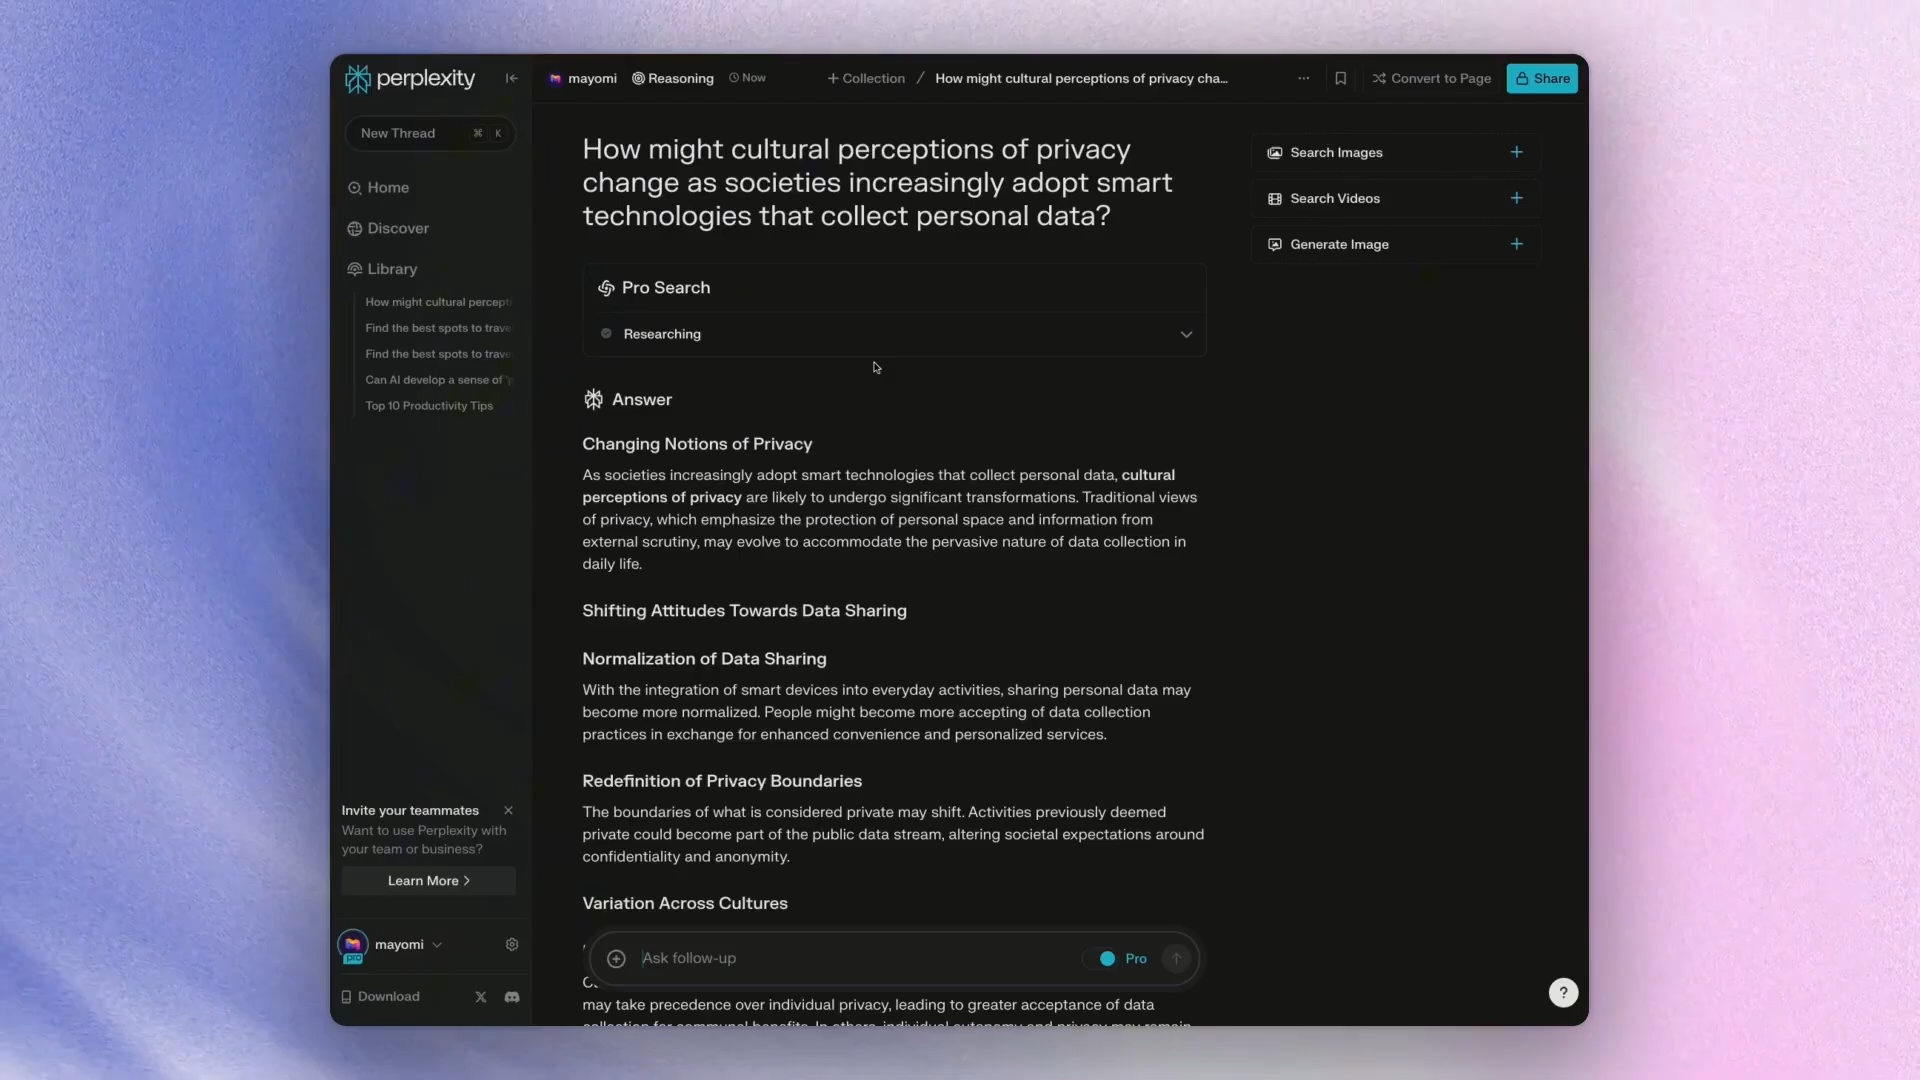 perplexity
New Thread ⌘ K
Home
Discover
Library
How might cultural percepti
Find the best spots to trave
Find the best spots to trave
Can AI develop a sense of
Top 10 Productivity Tips
Invite your teammates
Want to use Perplexity with
your team or business?
Learn More
mayomi
pro
Download
mayomi Reasoning Now
+ Collection / How might cultural perceptions of privacy cha...
Convert to Page
Share
How might cultural perceptions of privacy
change as societies increasingly adopt smart
technologies that collect personal data?
Pro Search
Researching
Answer
Changing Notions of Privacy
As societies increasingly adopt smart technologies that collect personal data, cultural
perceptions of privacy are likely to undergo significant transformations. Traditional views
of privacy, which emphasize the protection of personal space and information from
external scrutiny, may evolve to accommodate the pervasive nature of data collection in
daily life.
Shifting Attitudes Towards Data Sharing
Normalization of Data Sharing
With the integration of smart devices into everyday activities, sharing personal data may
become more normalized. People might become more accepting of data collection
practices in exchange for enhanced convenience and personalized services.
Redefinition of Privacy Boundaries
The boundaries of what is considered private may shift. Activities previously deemed
private could become part of the public data stream, altering societal expectations around
confidentiality and anonymity.
Variation Across Cultures
Ask follow-up
Pro
may take precedence over individual privacy, leading to greater acceptance of data
collection for communal benefits. In others, individual autonomy and privacy may remain
Search Images
Search Videos
Generate Image
?